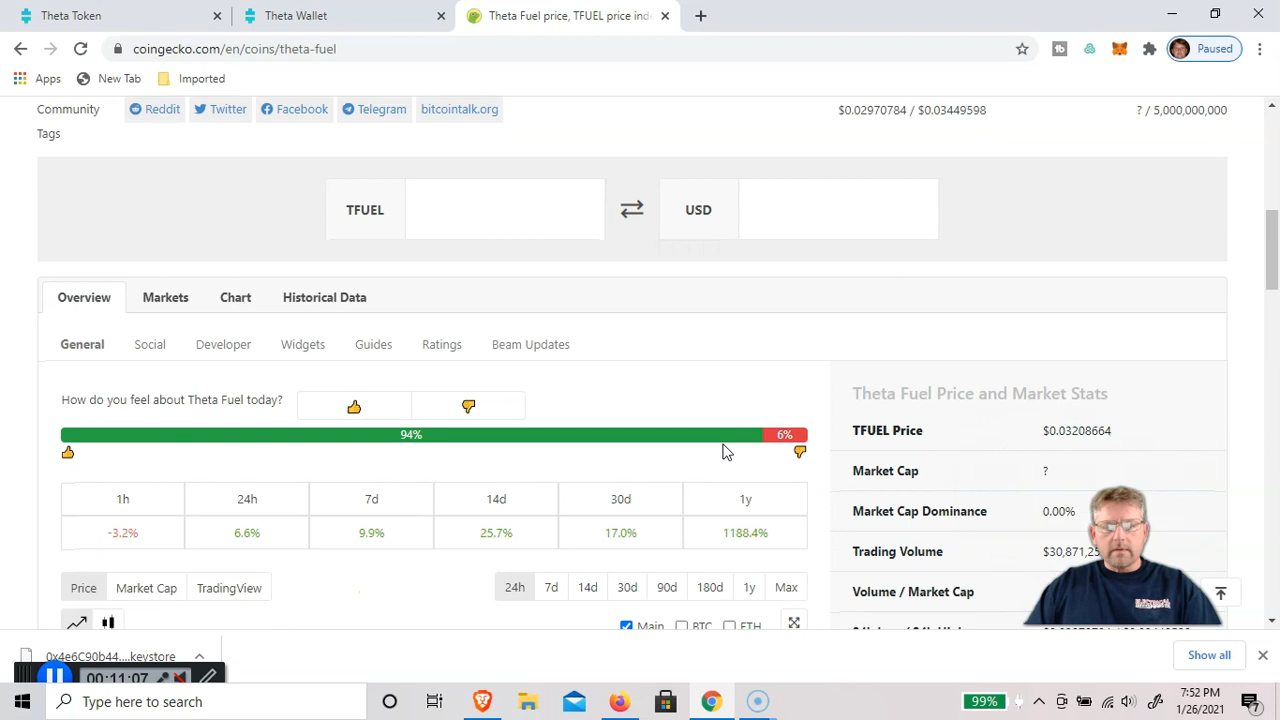 Theta Token
Theta Wallet
Theta Fuel price, TFUEL price inde
coingecko.com/en/coins/theta-fuel
Paused
Apps
New Tab
Imported
Community
Reddit
Twitter
Facebook
Telegram
bitcointalk.org
$0.02970784 / $0.03449598
? / 5,000,000,000
Tags
TFUEL
USD
Overview
Markets
Chart
Historical Data
General
Social
Developer
Widgets
Guides
Ratings
Beam Updates
How do you feel about Theta Fuel today?
94%
6%
1h
24h
7d
14d
30d
1y
-3.2%
6.6%
9.9%
25.7%
17.0%
1188.4%
Theta Fuel Price and Market Stats
TFUEL Price
$0.03208664
Market Cap
?
Market Cap Dominance
0.00%
Trading Volume
$30,871,25
Volume / Market Cap
Price
Market Cap
TradingView
24h
7d
14d
30d
90d
180d
1y
Max
Main
BTC
ETH
0x4e6C90b44....keystore
Show all
00:11:07
Type here to search
99%
7:52 PM
1/26/2021
7